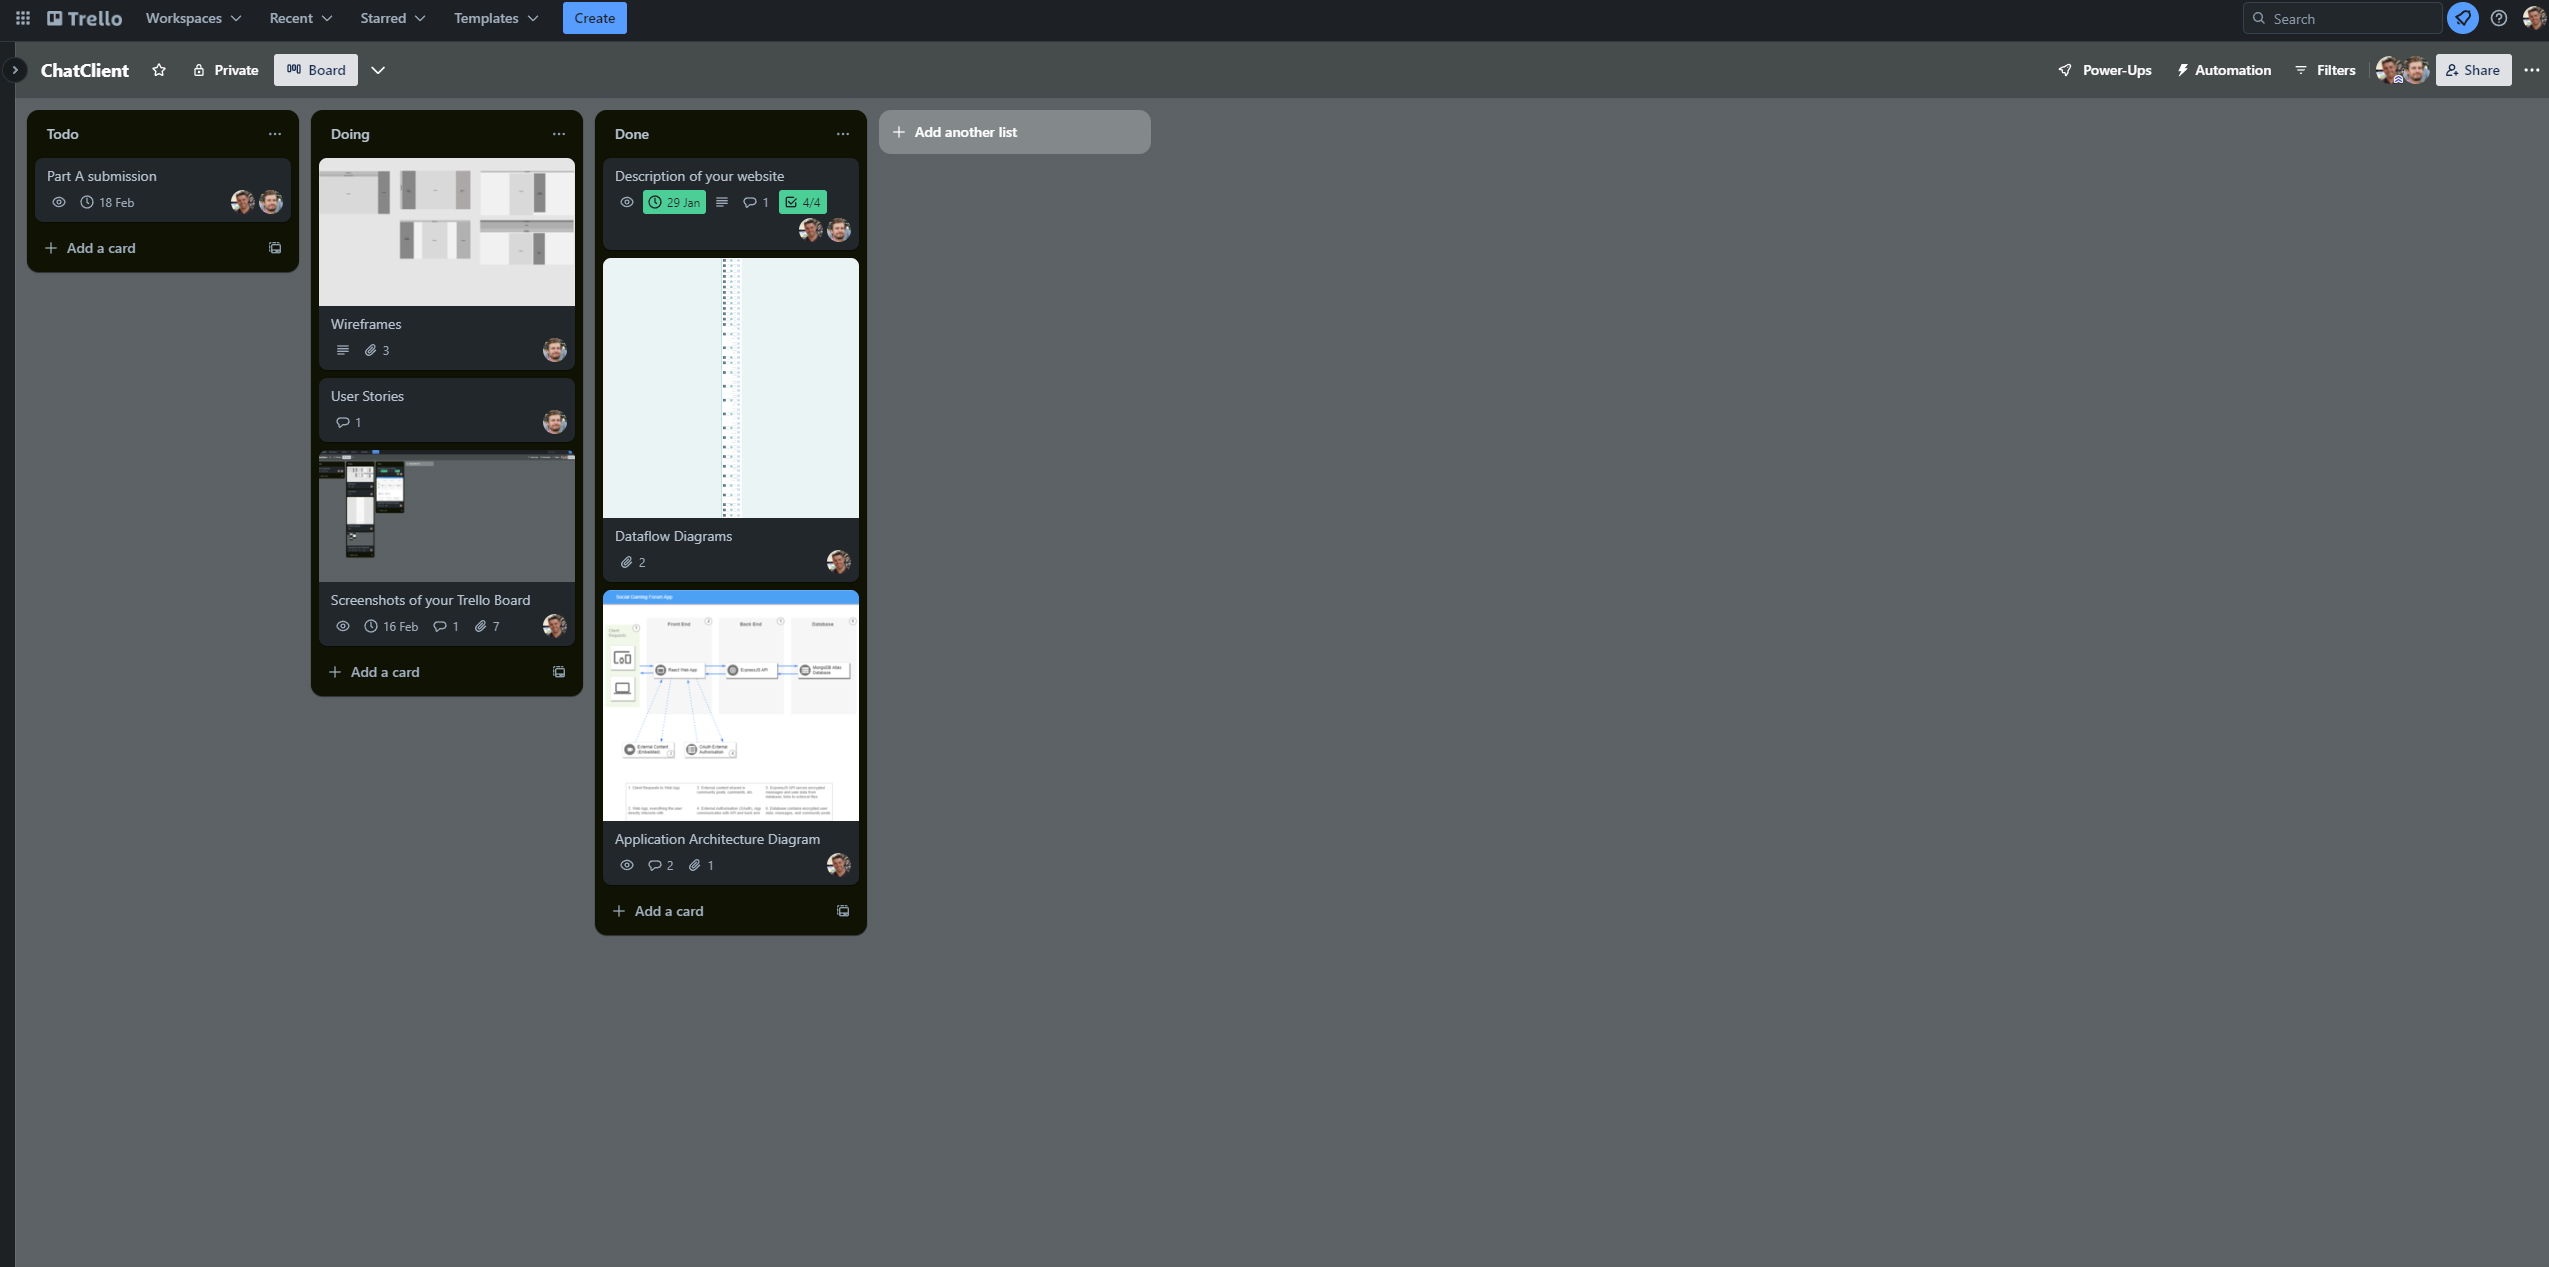 Trello
Workspaces
Recent
Starred
Templates
Create
Search
ChatClient
Private
Board
Power-Ups
Automation
Filters
Share
Todo
Part A submission
18 Feb
Add a card
Doing
Wireframes
3
User Stories
1
Screenshots of your Trello Board
16 Feb
1
7
Add a card
Done
Description of your website
29 Jan
1
4/4
Dataflow Diagrams
2
Social Gaming Forum App
Client
Requests
Front End
Back End
Database
React Web App
ExpressJS API
MongoDB Atlas
Database
External Content
(Embedded)
OAuth External
Authorisation
Application Architecture Diagram
2
1
Add a card
Add another list